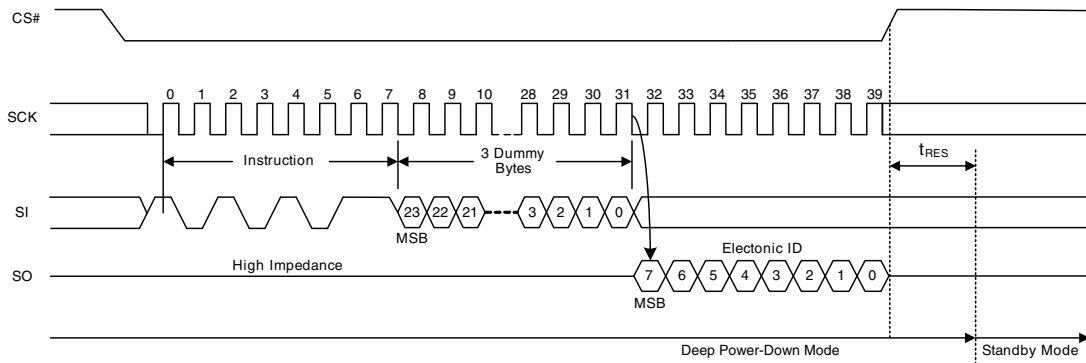 CS#
0 1 2 3 4 5 6 7 8 9 10 28 29 30 31 32 33 34 35 36 37 38 39
SCK
Instruction
3 Dummy
Bytes
tRES
SI
23 22 21 3 2 1 0
MSB
Electonic ID
High Impedance
SO
7 6 5 4 3 2 1 0
MSB
Deep Power-Down Mode
Standby Mode